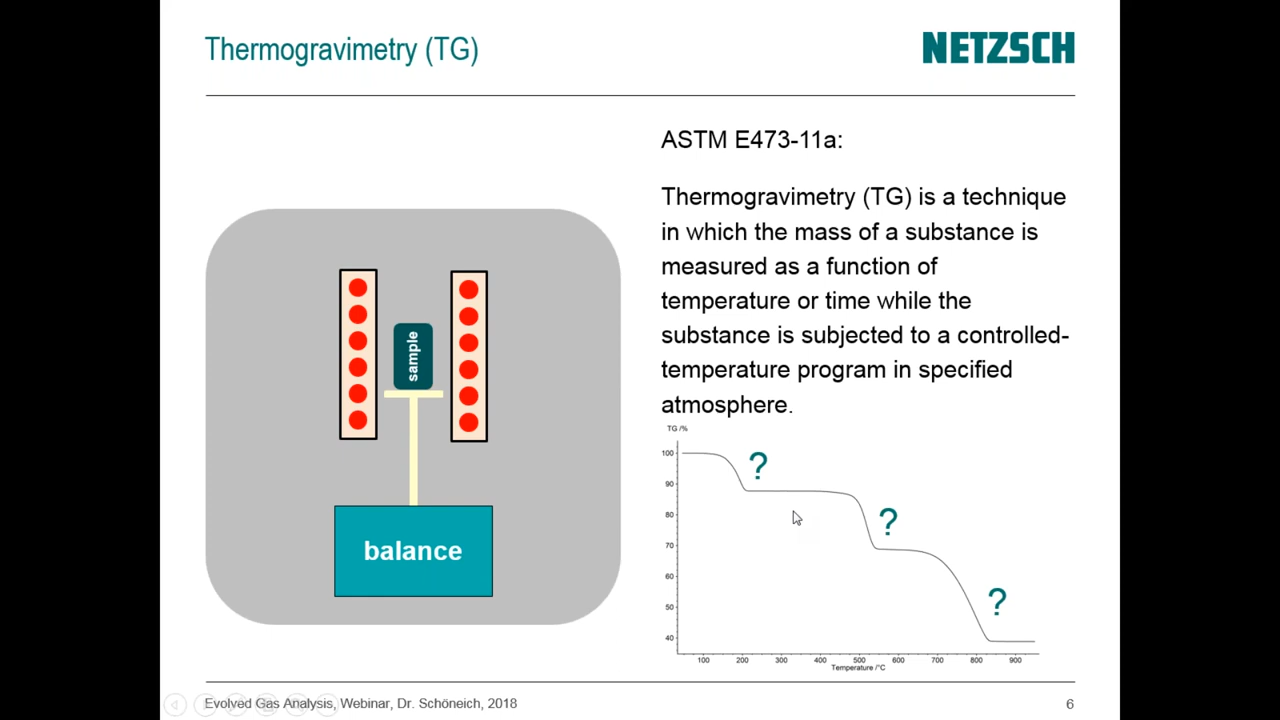 Thermogravimetry (TG)
NETZSCH
ASTM E473-11a:
Thermogravimetry (TG) is a technique
in which the mass of a substance is
measured as a function of
temperature or time while the
substance is subjected to a controlled-
temperature program in specified
atmosphere.
sample
balance
TG /%
100
90
80
70
60
50
40
?
?
?
100 200 300 400 500 600 700 800 900
Temperature /°C
Evolved Gas Analysis, Webinar, Dr. Schöneich, 2018
6